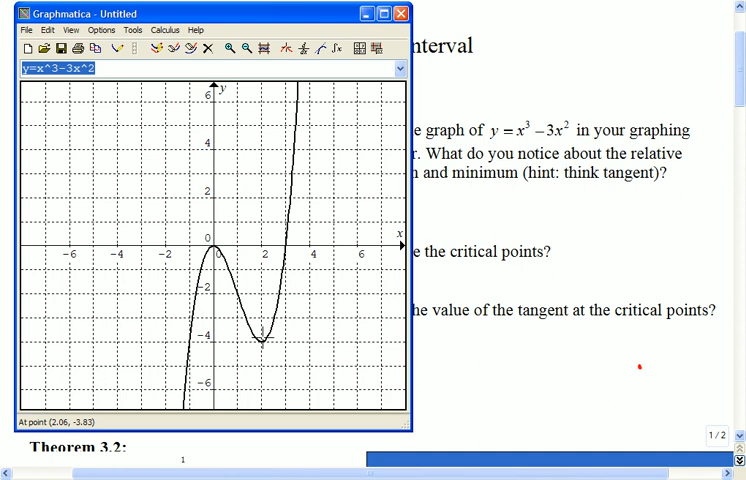 Graphmatica - Untitled
File Edit View Options Tools Calculus Help
y=x^3-3x^2
y
6
4
2
0
-2
-4
-6
-6 -4 -2 0 2 4 6
x
At point (2.06, -3.83)
nterval
e graph of y = x³ − 3x² in your graphing
r. What do you notice about the relative
n and minimum (hint: think tangent)?
e the critical points?
he value of the tangent at the critical points?
1 / 2
Theorem 3.2:
1